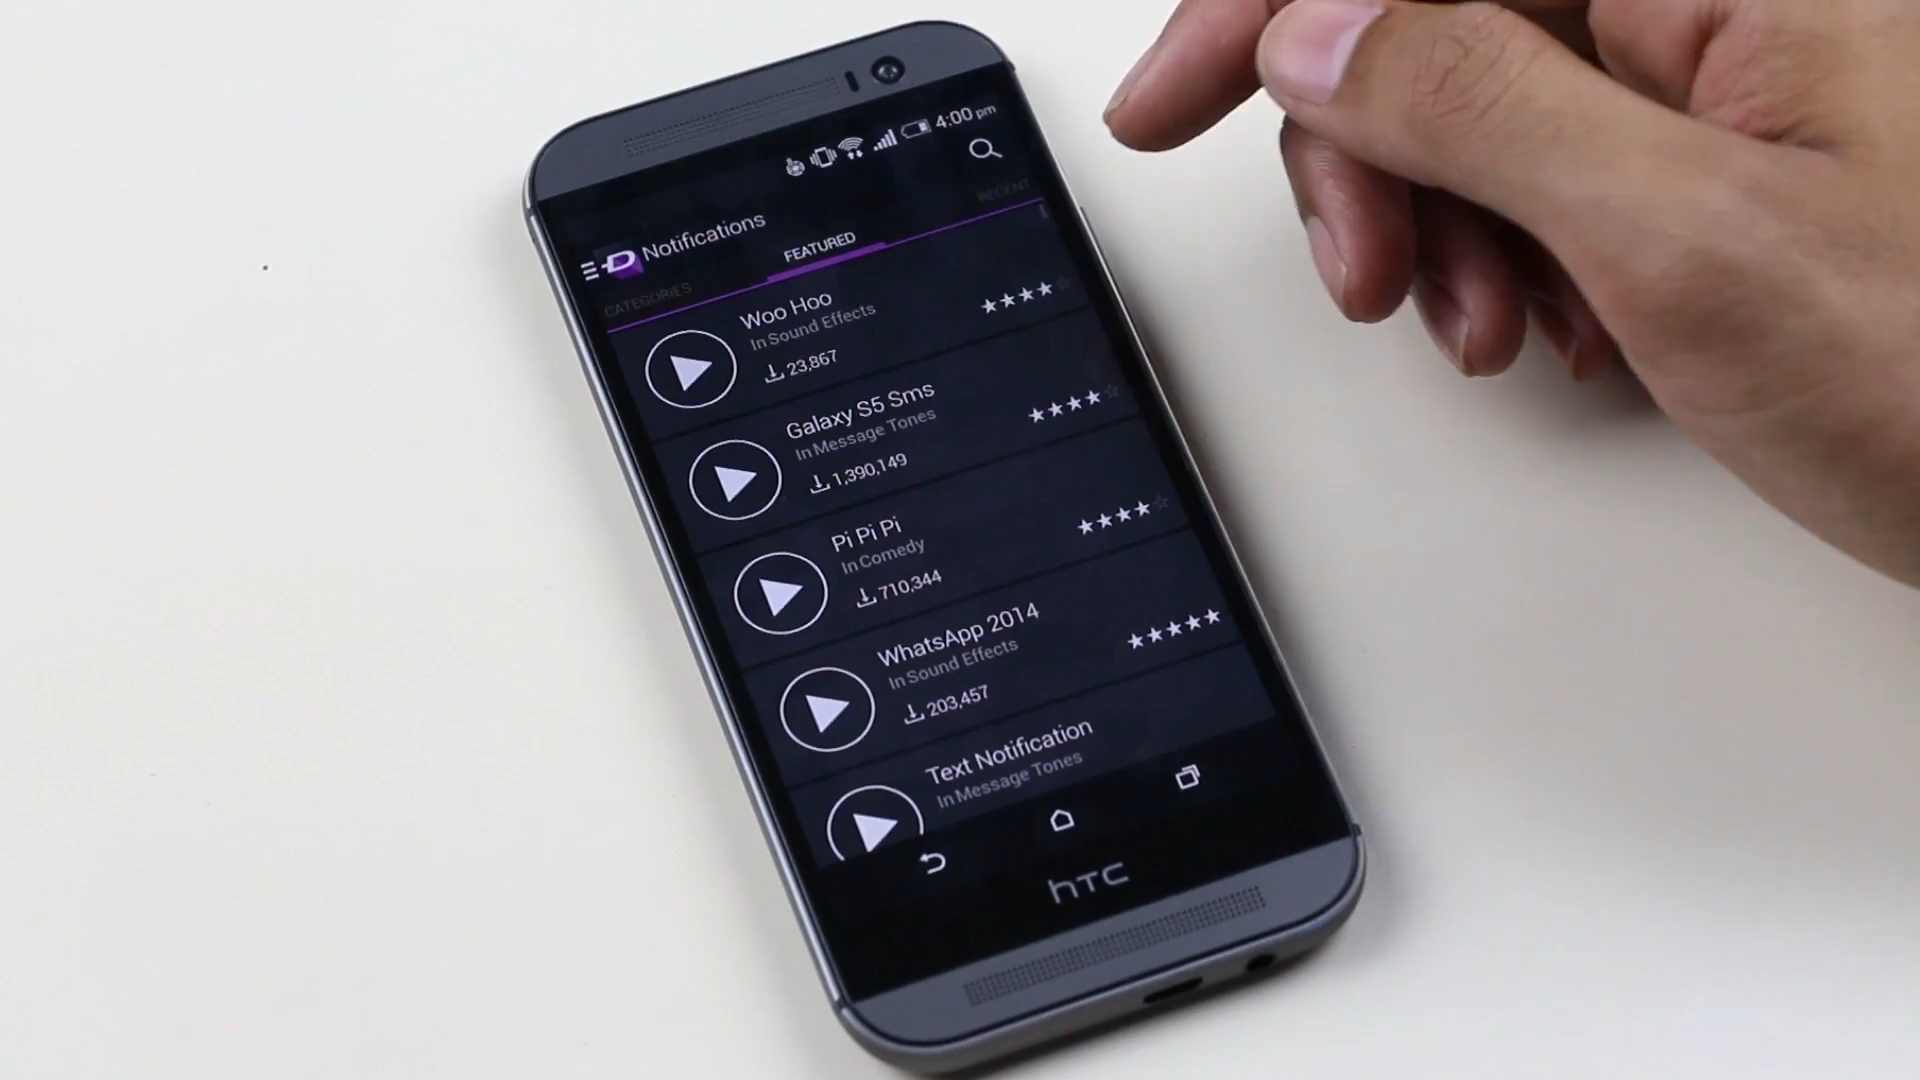 4:00 pm
Notifications
CATEGORIES
FEATURED
RECENT
Woo Hoo
In Sound Effects
23,867
Galaxy S5 Sms
In Message Tones
1,390,149
Pi Pi Pi
In Comedy
710,344
WhatsApp 2014
In Sound Effects
203,457
Text Notification
In Message Tones
hTC